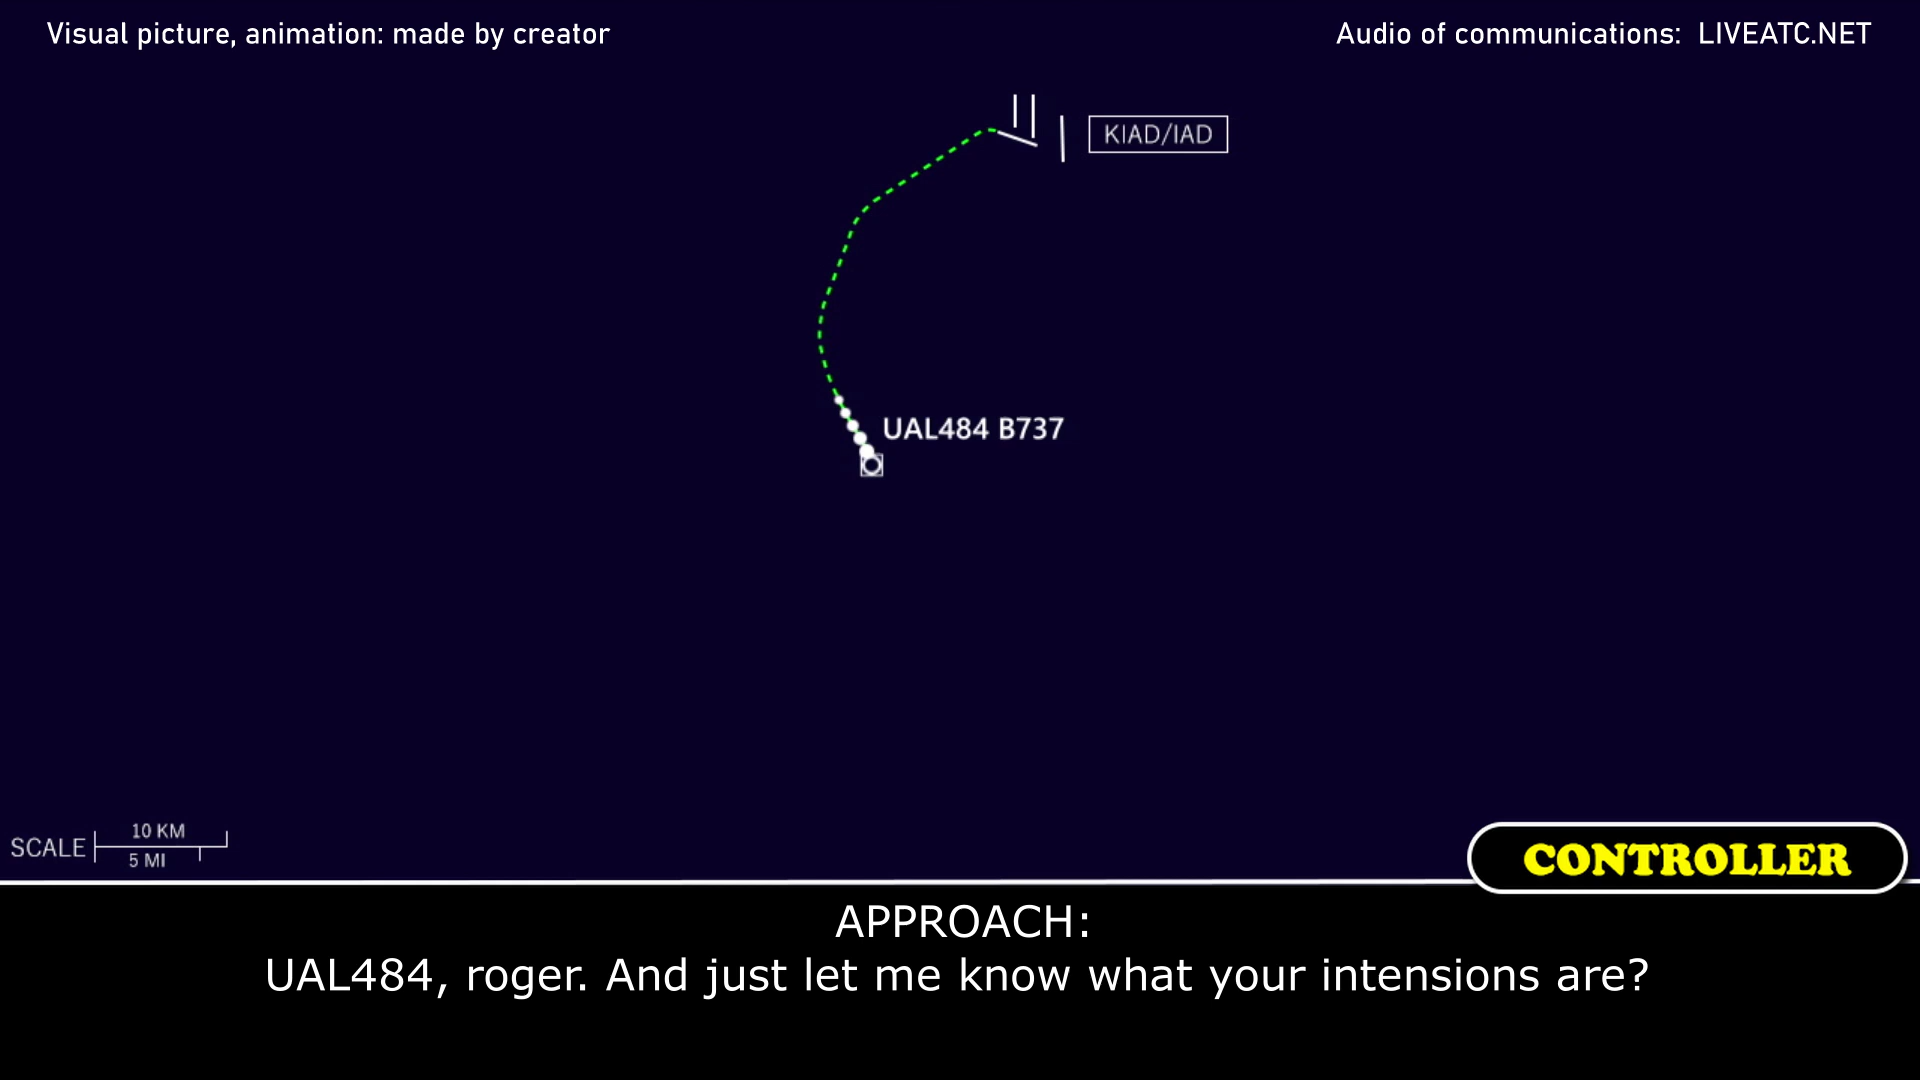 Visual picture, animation: made by creator
Audio of communications: LIVEATC.NET
KIAD/IAD
UAL484 B737
SCALE
10 KM
5 MI
CONTROLLER
APPROACH:
UAL484, roger. And just let me know what your intensions are?